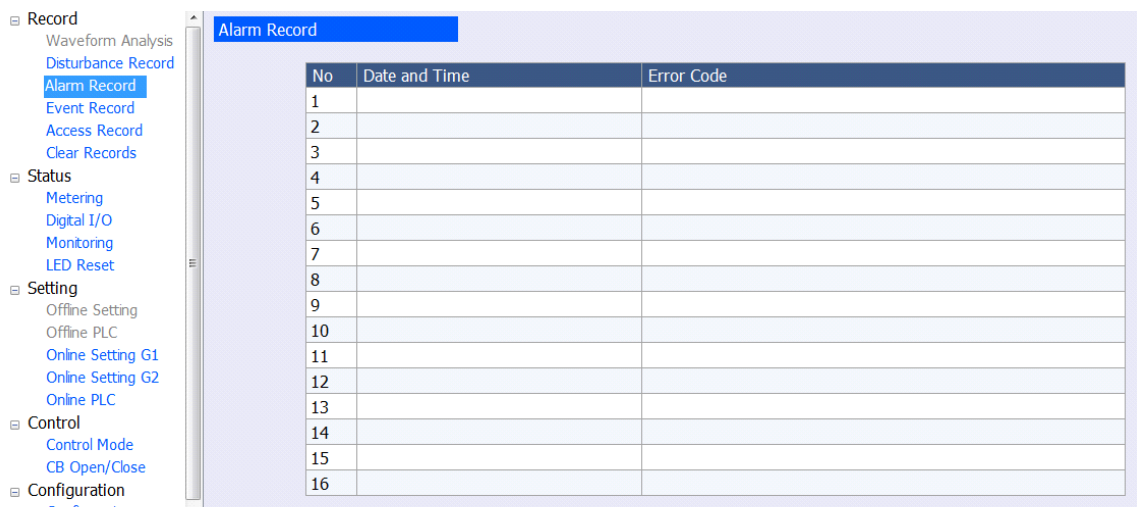 Record
Waveform Analysis
Disturbance Record
Alarm Record
Event Record
Access Record
Clear Records
Status
Metering
Digital I/O
Monitoring
LED Reset
Setting
Offline Setting
Offline PLC
Online Setting G1
Online Setting G2
Online PLC
Control
Control Mode
CB Open/Close
Configuration
Alarm Record
No Date and Time Error Code
1
2
3
4
5
6
7
8
9
10
11
12
13
14
15
16